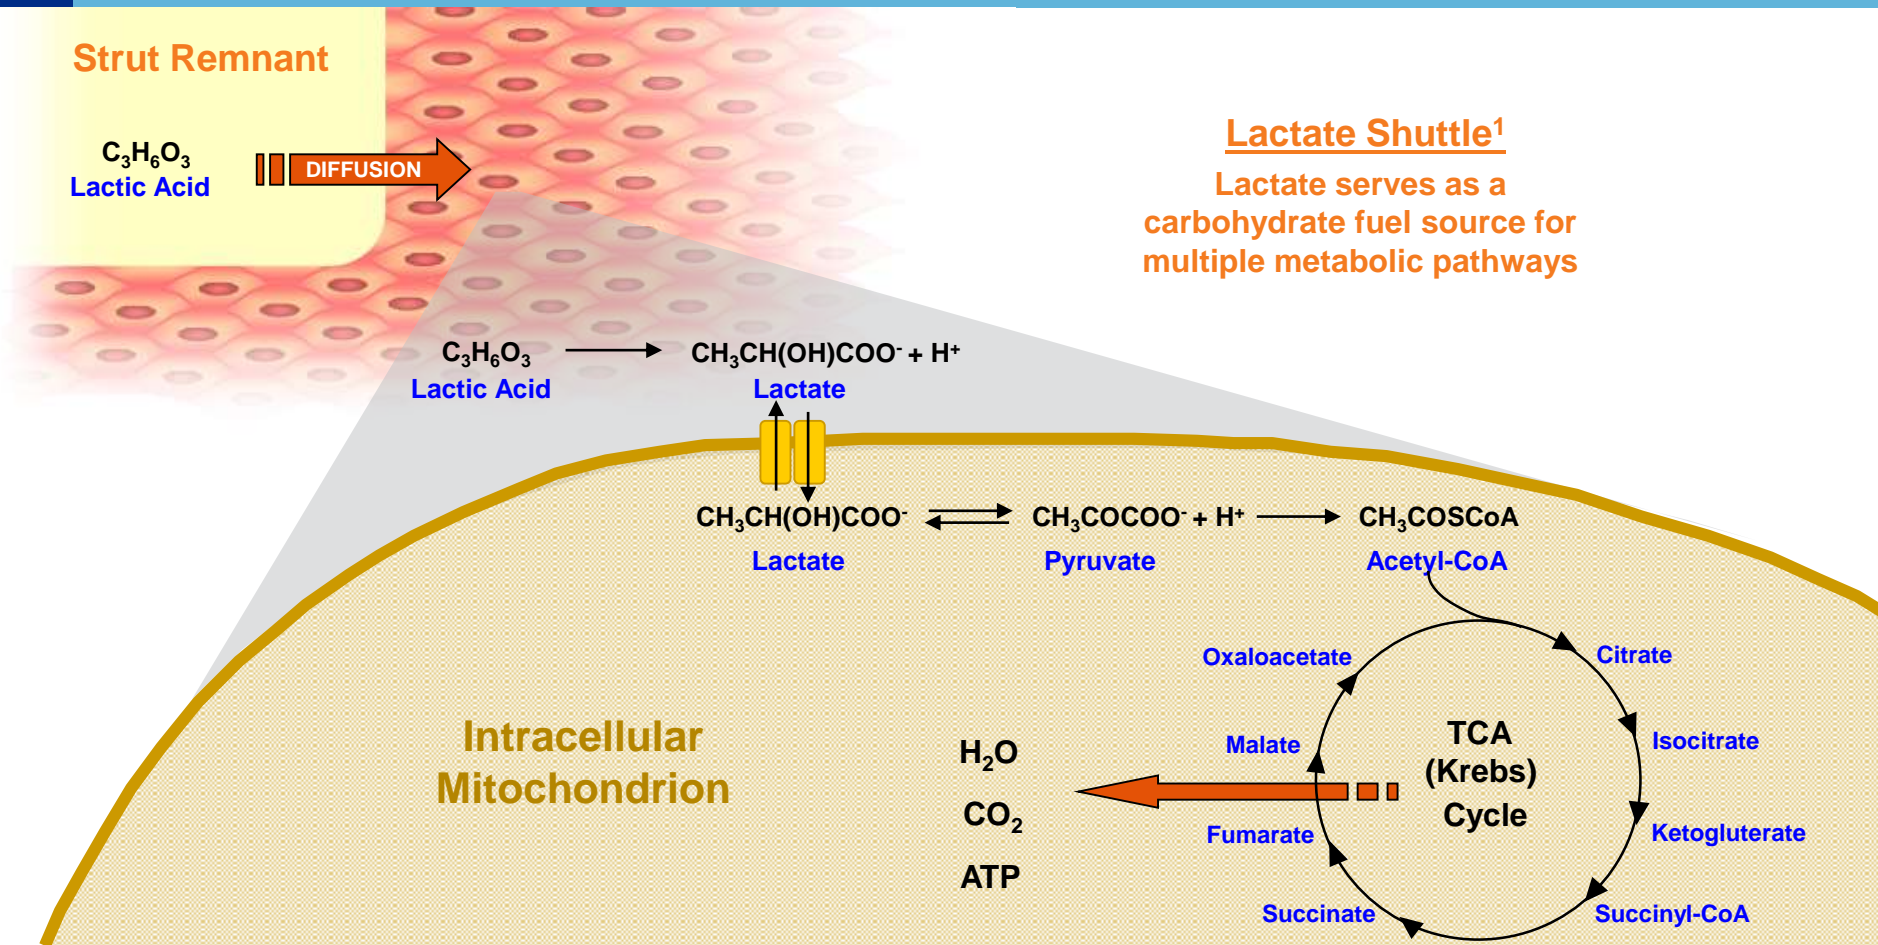 Strut Remnant
C₃H₆O₃
Lactic Acid
DIFFUSION
Lactate Shuttle¹
Lactate serves as a
carbohydrate fuel source for
multiple metabolic pathways
C₃H₆O₃
Lactic Acid
CH₃CH(OH)COO⁻ + H⁺
Lactate
CH₃CH(OH)COO⁻
Lactate
CH₃COCOO⁻ + H⁺
Pyruvate
CH₃COSCoA
Acetyl-CoA
Intracellular
Mitochondrion
H₂O
CO₂
ATP
TCA
(Krebs)
Cycle
Oxaloacetate
Citrate
Isocitrate
Ketogluterate
Succinyl-CoA
Succinate
Fumarate
Malate